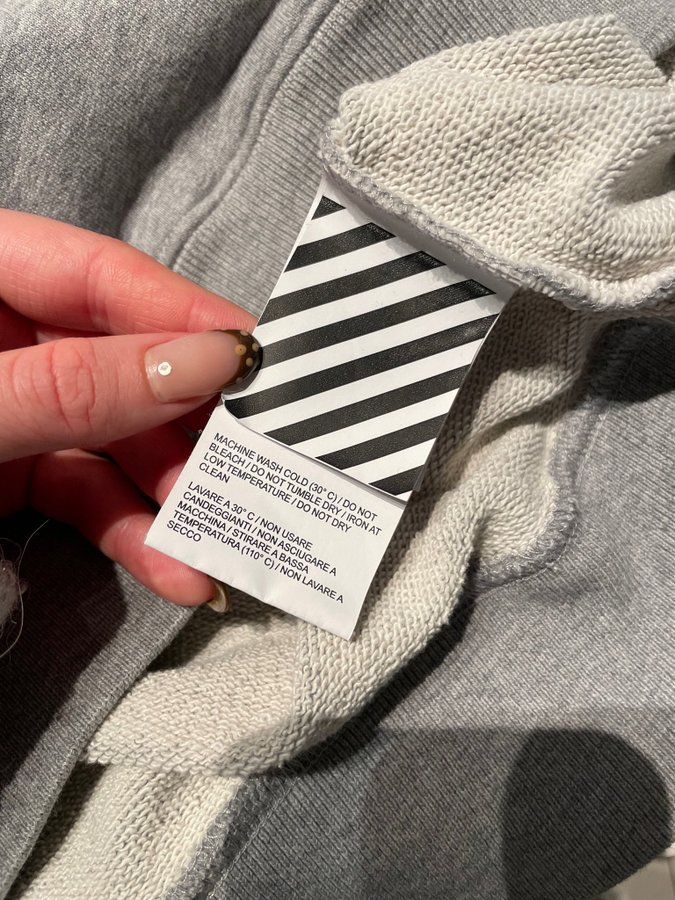 MACHINE WASH COLD (30° C) / DO NOT
BLEACH / DO NOT TUMBLE DRY / IRON AT
LOW TEMPERATURE / DO NOT DRY
CLEAN
LAVARE A 30° C / NON USARE
CANDEGGIANTI / NON ASCIUGARE A
MACCHINA / STIRARE A BASSA
TEMPERATURA (110° C) / NON LAVARE A
SECCO